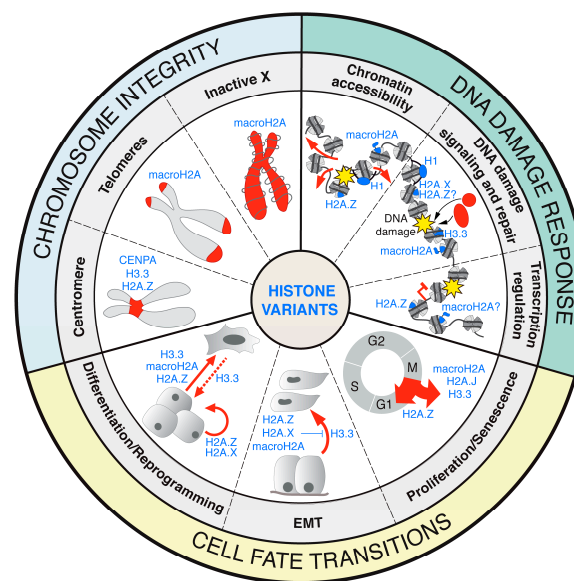 CHROMOSOME INTEGRITY
DNA DAMAGE RESPONSE
CELL FATE TRANSITIONS
HISTONE
VARIANTS
Inactive X
macroH2A
Telomeres
macroH2A
Centromere
CENPA
H3.3
H2A.Z
Chromatin
accessibility
macroH2A
H1
H2A.Z
DNA damage
signaling and repair
H1
H2A.X
H2A.Z?
DNA
damage
H3.3
macroH2A
Transcription
regulation
H2A.Z
macroH2A?
Proliferation/Senescence
G2
M
S
G1
macroH2A
H2A.J
H3.3
H2A.Z
EMT
H2A.Z
H2A.X
H3.3
macroH2A
Differentiation/Reprogramming
H3.3
macroH2A
H2A.Z
H3.3
H2A.Z
H2A.X